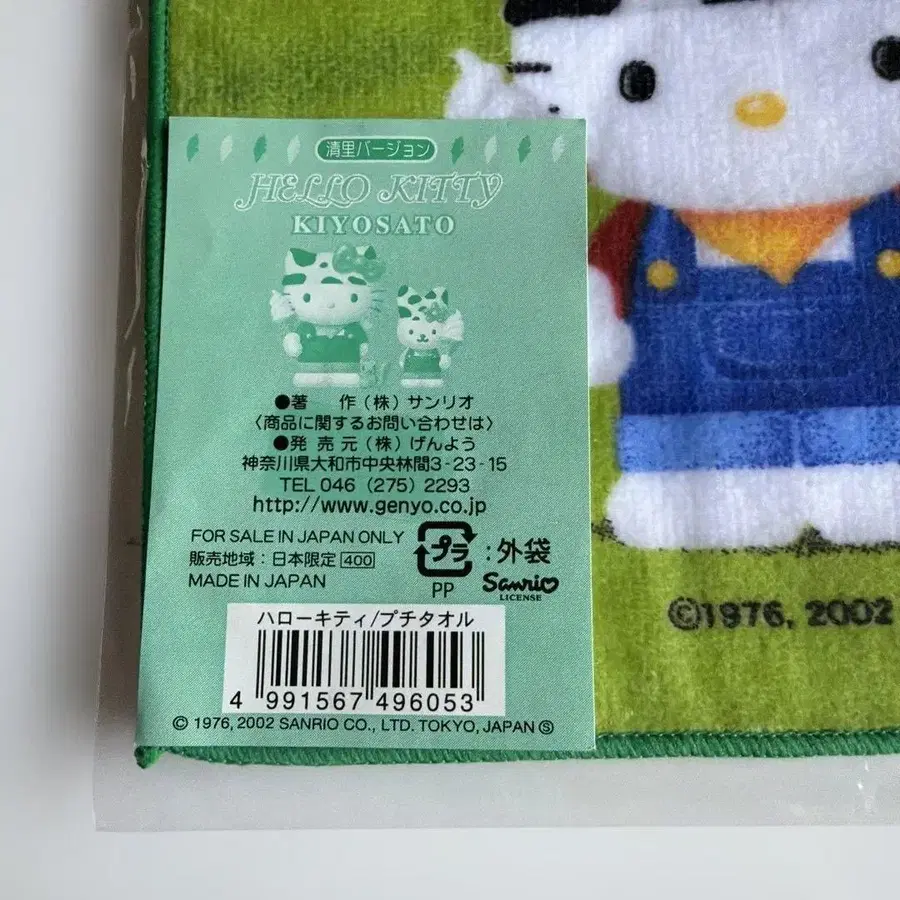 清里バージョン
HELLO KITTY
KIYOSATO
●著 作(株)サンリオ
〈商品に関するお問い合わせは〉
●発 売 元(株)げんよう
神奈川県大和市中央林間3-23-15
TEL 046 (275) 2293
http://www.genyo.co.jp
FOR SALE IN JAPAN ONLY
販売地域:日本限定 400
MADE IN JAPAN
プラ :外袋
PP
Sanrio
LICENSE
ハローキティ/プチタオル
4 991567 496053
© 1976, 2002 SANRIO CO., LTD. TOKYO, JAPAN Ⓢ
©1976, 2002